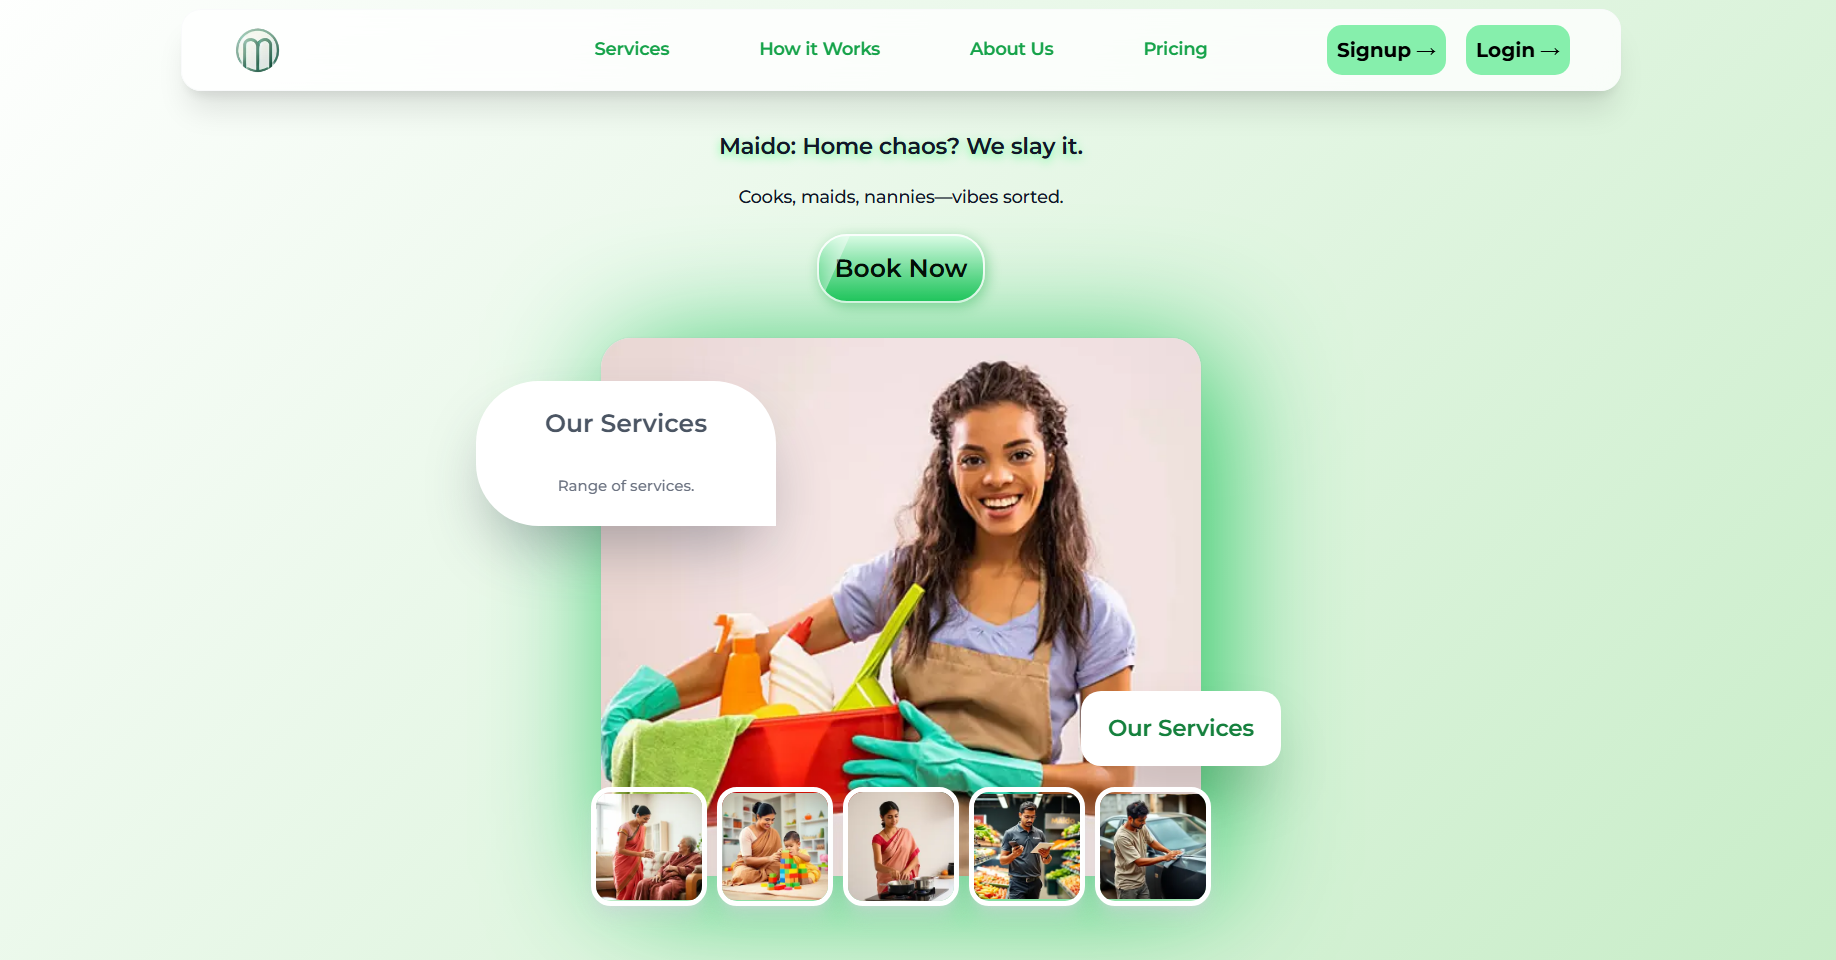 Services
How it Works
About Us
Pricing
Signup →
Login →
Maido: Home chaos? We slay it.
Cooks, maids, nannies—vibes sorted.
Book Now
Our Services
Range of services.
Our Services